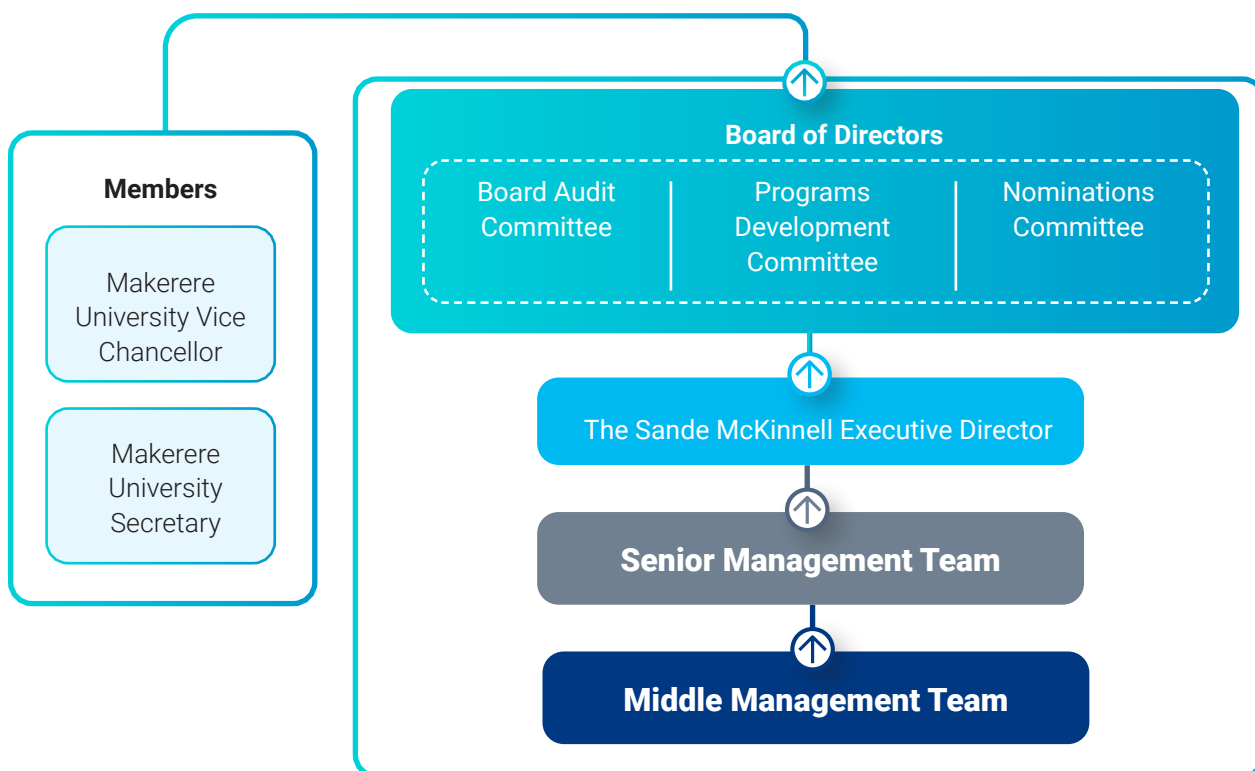 Members
Makerere
University Vice
Chancellor
Makerere
University
Secretary
Board of Directors
Board Audit
Committee
Programs
Development
Committee
Nominations
Committee
The Sande McKinnell Executive Director
Senior Management Team
Middle Management Team